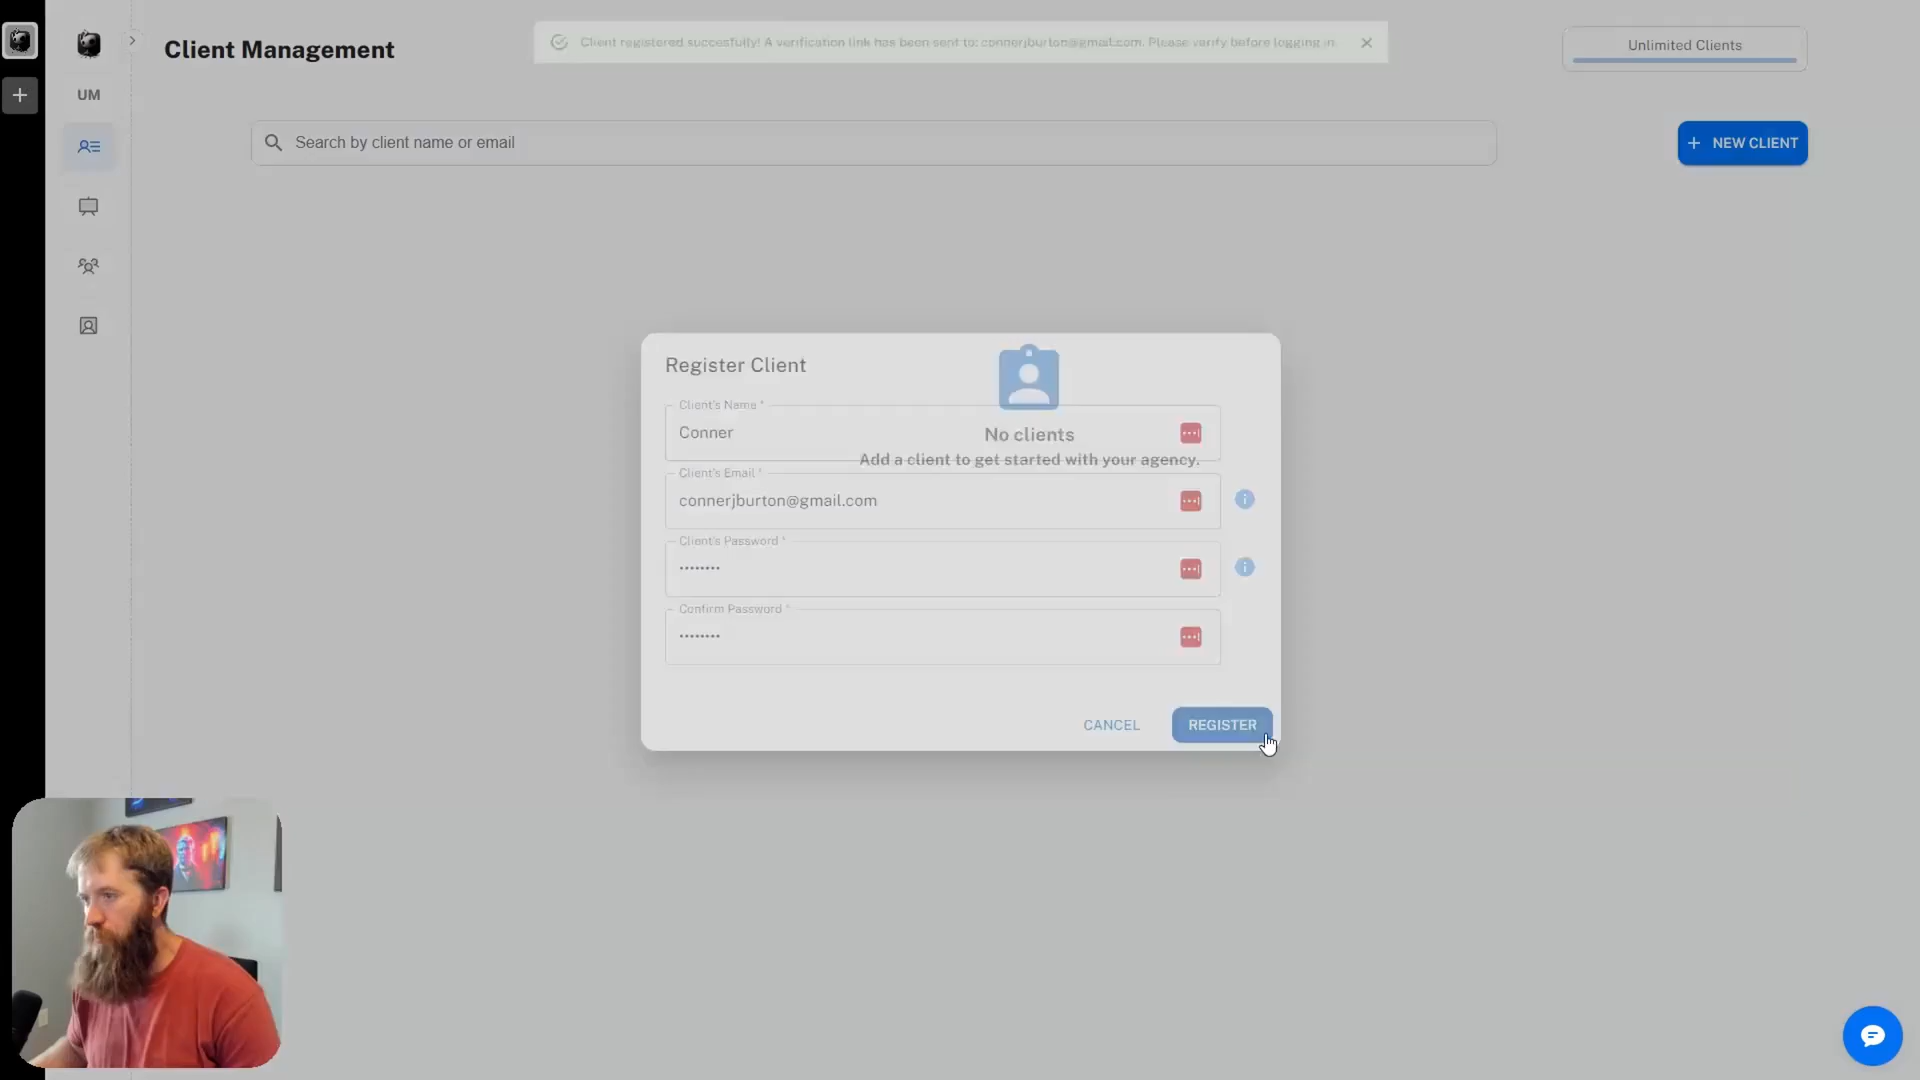 Client Management
Client registered succesfully! A verification link has been sent to: connerjburton@gmail.com. Please verify before logging in.
Unlimited Clients
UM
Search by client name or email
NEW CLIENT
Register Client
Client's Name *
Conner
No clients
Add a client to get started with your agency.
Client's Email *
connerjburton@gmail.com
Client's Password *
••••••••
Confirm Password *
••••••••
CANCEL
REGISTER